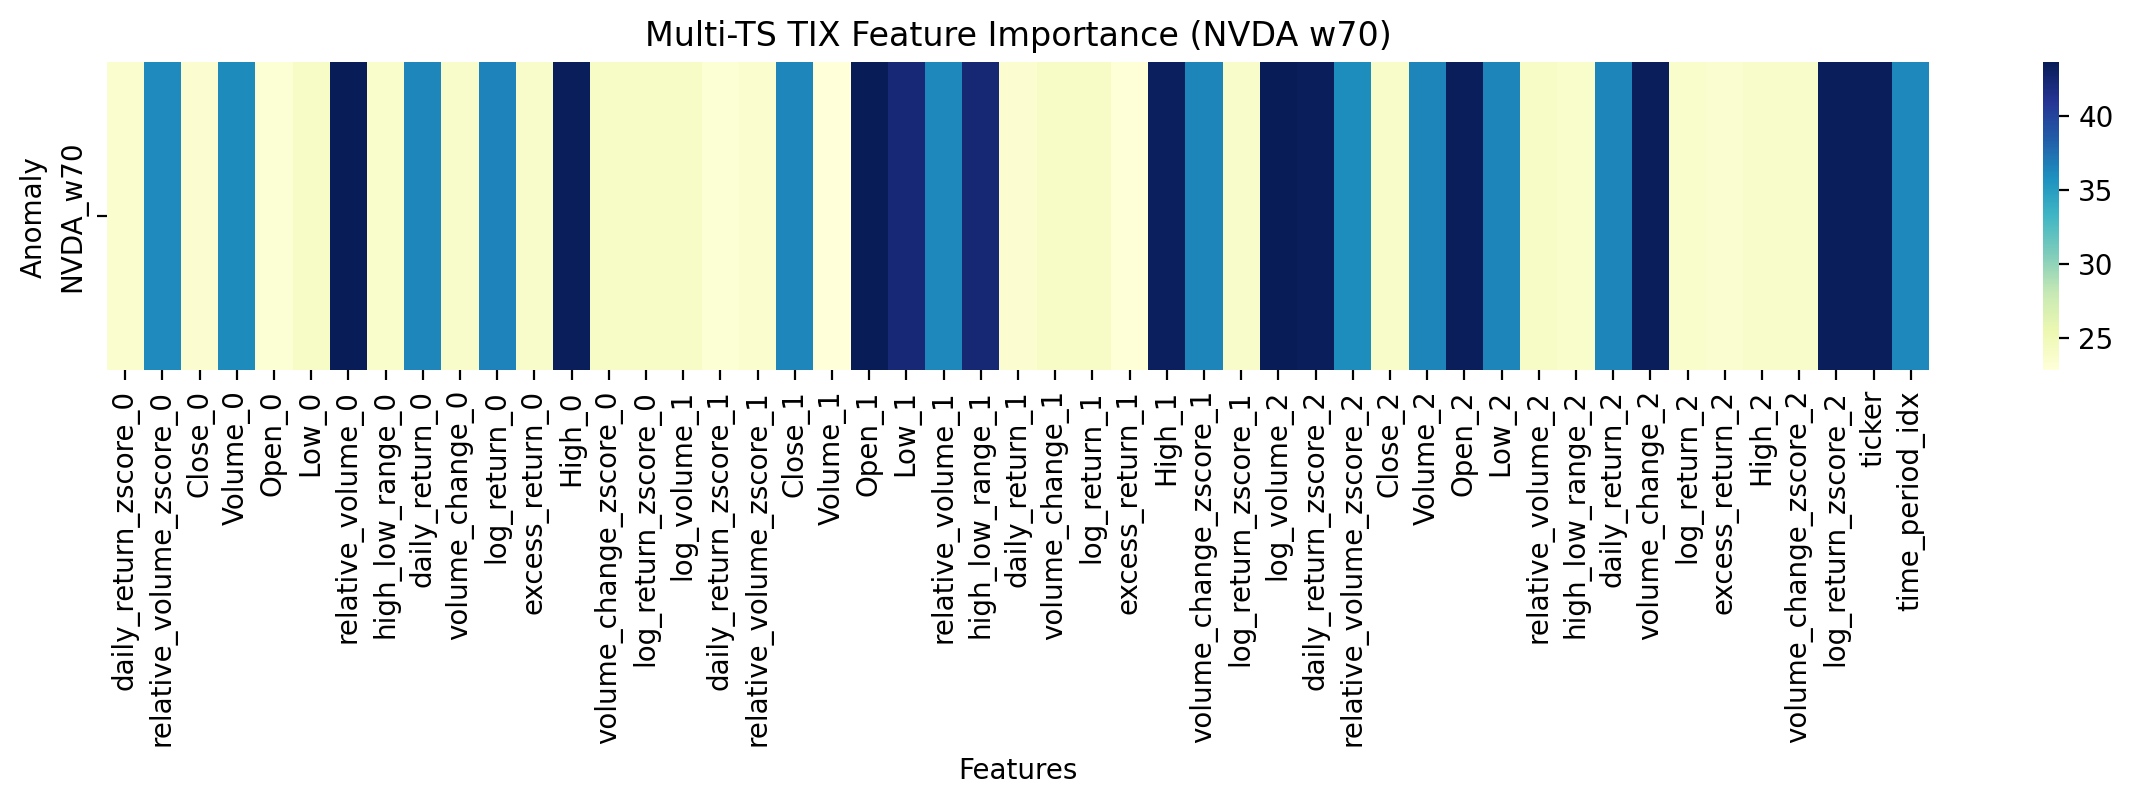 Multi-TS TIX Feature Importance (NVDA w70)
Anomaly
NVDA_w70
40
35
30
25
daily_return_zscore_0
relative_volume_zscore_0
Close_0
Volume_0
Open_0
Low_0
relative_volume_0
high_low_range_0
daily_return_0
volume_change_0
log_return_0
excess_return_0
High_0
volume_change_zscore_0
log_return_zscore_0
log_volume_1
daily_return_zscore_1
relative_volume_zscore_1
Close_1
Volume_1
Open_1
Low_1
relative_volume_1
high_low_range_1
daily_return_1
volume_change_1
log_return_1
excess_return_1
High_1
volume_change_zscore_1
log_return_zscore_1
log_volume_2
daily_return_zscore_2
relative_volume_zscore_2
Close_2
Volume_2
Open_2
Low_2
relative_volume_2
high_low_range_2
daily_return_2
volume_change_2
log_return_2
excess_return_2
High_2
volume_change_zscore_2
log_return_zscore_2
ticker
time_period_idx
Features